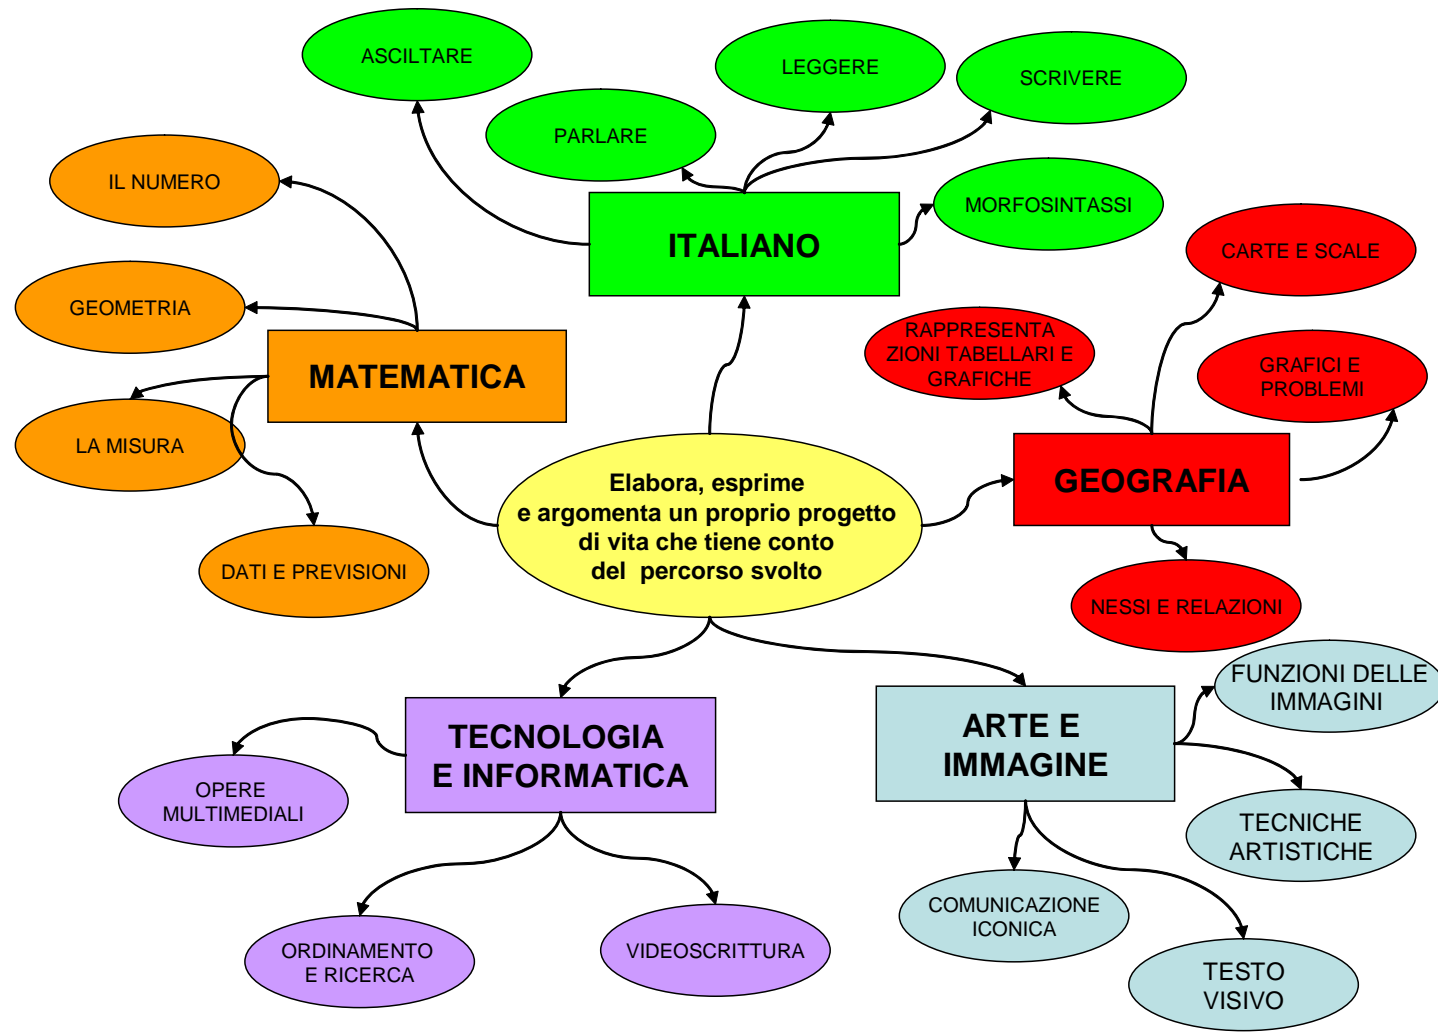 ASCILTARE
LEGGERE
SCRIVERE
PARLARE
IL NUMERO
MORFOSINTASSI
ITALIANO
CARTE E SCALE
GEOMETRIA
RAPPRESENTA
ZIONI TABELLARI E
GRAFICHE
GRAFICI E
PROBLEMI
MATEMATICA
LA MISURA
GEOGRAFIA
Elabora, esprime
e argomenta un proprio progetto
di vita che tiene conto
del percorso svolto
DATI E PREVISIONI
NESSI E RELAZIONI
FUNZIONI DELLE
IMMAGINI
TECNOLOGIA
E INFORMATICA
ARTE E
IMMAGINE
OPERE
MULTIMEDIALI
TECNICHE
ARTISTICHE
COMUNICAZIONE
ICONICA
ORDINAMENTO
E RICERCA
VIDEOSCRITTURA
TESTO
VISIVO